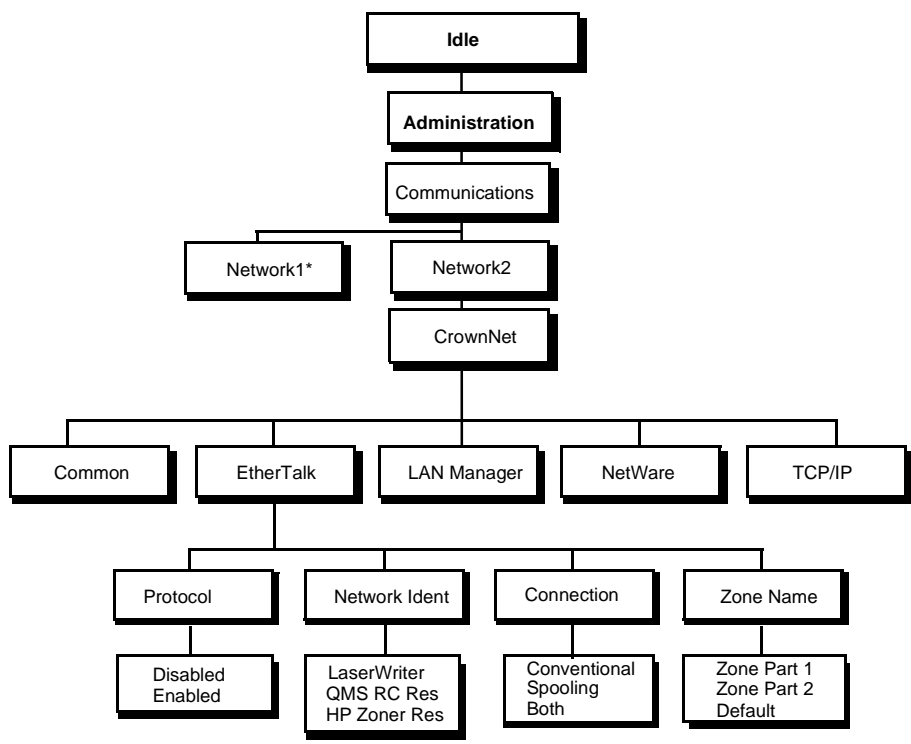 Idle
Administration
Communications
Network1*
Network2
CrownNet
Common
EtherTalk
LAN Manager
NetWare
TCP/IP
Protocol
Network Ident
Connection
Zone Name
Disabled
Enabled
LaserWriter
QMS RC Res
HP Zoner Res
Conventional
Spooling
Both
Zone Part 1
Zone Part 2
Default